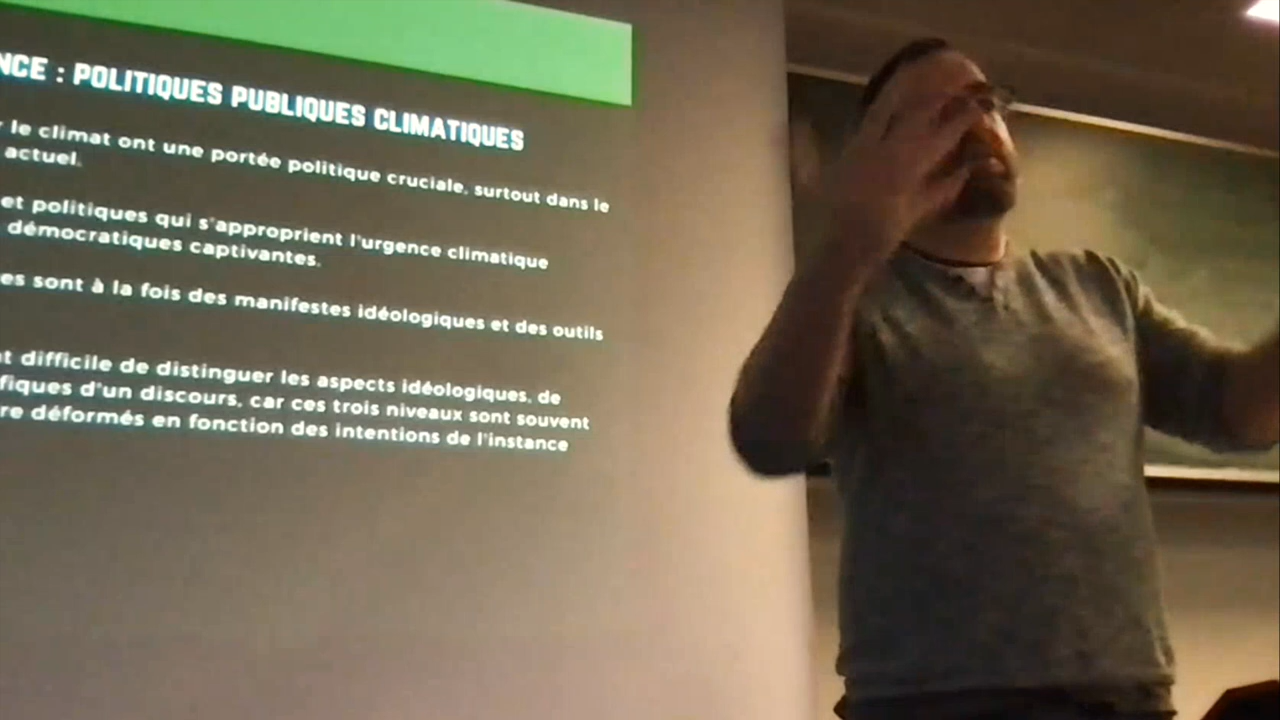 NCE : POLITIQUES PUBLIQUES CLIMATIQUES
le climat ont une portée politique cruciale, surtout dans le
actuel.
et politiques qui s'approprient l'urgence climatique
démocratiques captivantes.
es sont à la fois des manifestes idéologiques et des outils
t difficile de distinguer les aspects idéologiques, de
fiques d'un discours, car ces trois niveaux sont souvent
re déformés en fonction des intentions de l'instance